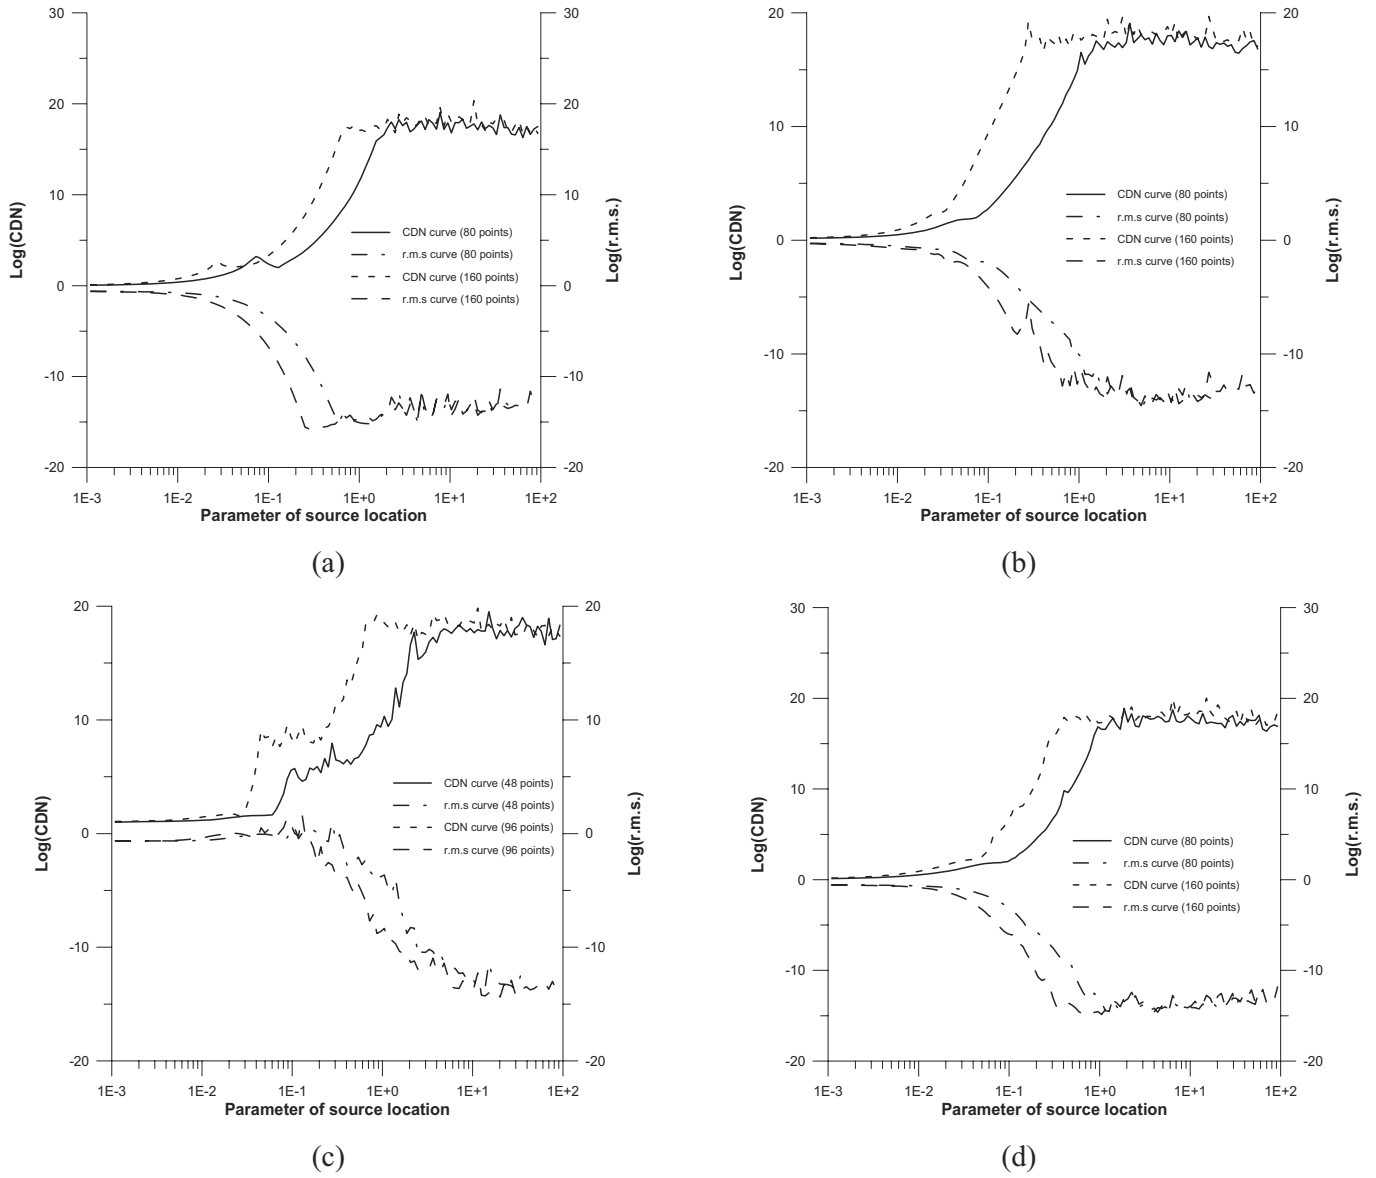 30
20
10
0
-10
-20
Log(CDN)
30
20
10
0
-10
-20
Log(r.m.s.)
CDN curve (80 points)
r.m.s curve (80 points)
CDN curve (160 points)
r.m.s curve (160 points)
1E-3 1E-2 1E-1 1E+0 1E+1 1E+2
Parameter of source location
(a)
20
10
0
-10
-20
Log(CDN)
20
10
0
-10
-20
Log(r.m.s.)
CDN curve (80 points)
r.m.s curve (80 points)
CDN curve (160 points)
r.m.s curve (160 points)
1E-3 1E-2 1E-1 1E+0 1E+1 1E+2
Parameter of source location
(b)
20
10
0
-10
-20
Log(CDN)
20
10
0
-10
-20
Log(r.m.s.)
CDN curve (48 points)
r.m.s curve (48 points)
CDN curve (96 points)
r.m.s curve (96 points)
1E-3 1E-2 1E-1 1E+0 1E+1 1E+2
Parameter of source location
(c)
30
20
10
0
-10
-20
Log(CDN)
30
20
10
0
-10
-20
Log(r.m.s.)
CDN curve (80 points)
r.m.s curve (80 points)
CDN curve (160 points)
r.m.s curve (160 points)
1E-3 1E-2 1E-1 1E+0 1E+1 1E+2
Parameter of source location
(d)